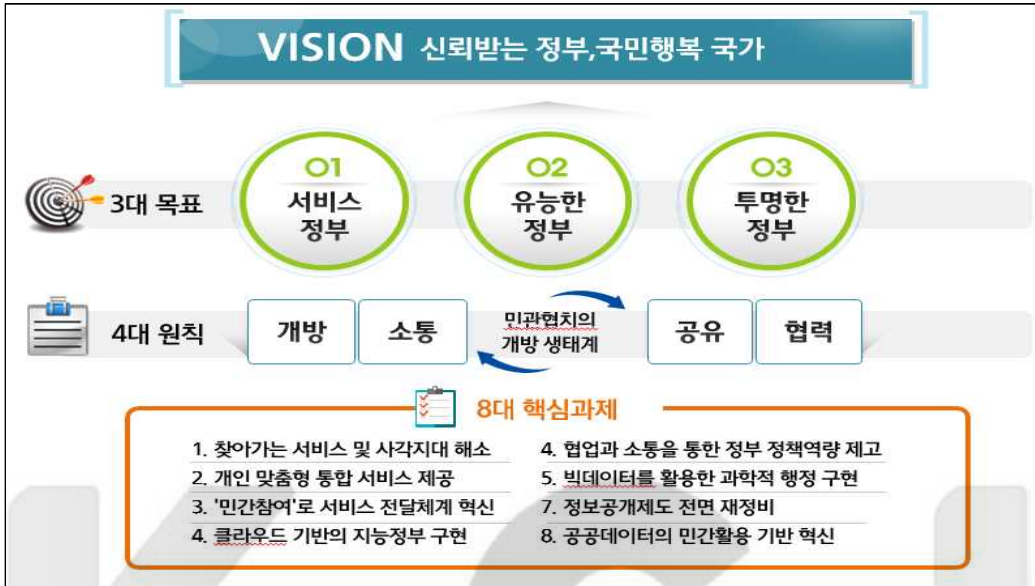 VISION 신뢰받는 정부,국민행복 국가
3대 목표
01
서비스
정부
02
유능한
정부
03
투명한
정부
4대 원칙
개방
소통
민관협치의
개방 생태계
공유
협력
8대 핵심과제
1. 찾아가는 서비스 및 사각지대 해소
2. 개인 맞춤형 통합 서비스 제공
3. '민간참여'로 서비스 전달체계 혁신
4. 클라우드 기반의 지능정부 구현
4. 협업과 소통을 통한 정부 정책역량 제고
5. 빅데이터를 활용한 과학적 행정 구현
7. 정보공개제도 전면 재정비
8. 공공데이터의 민간활용 기반 혁신